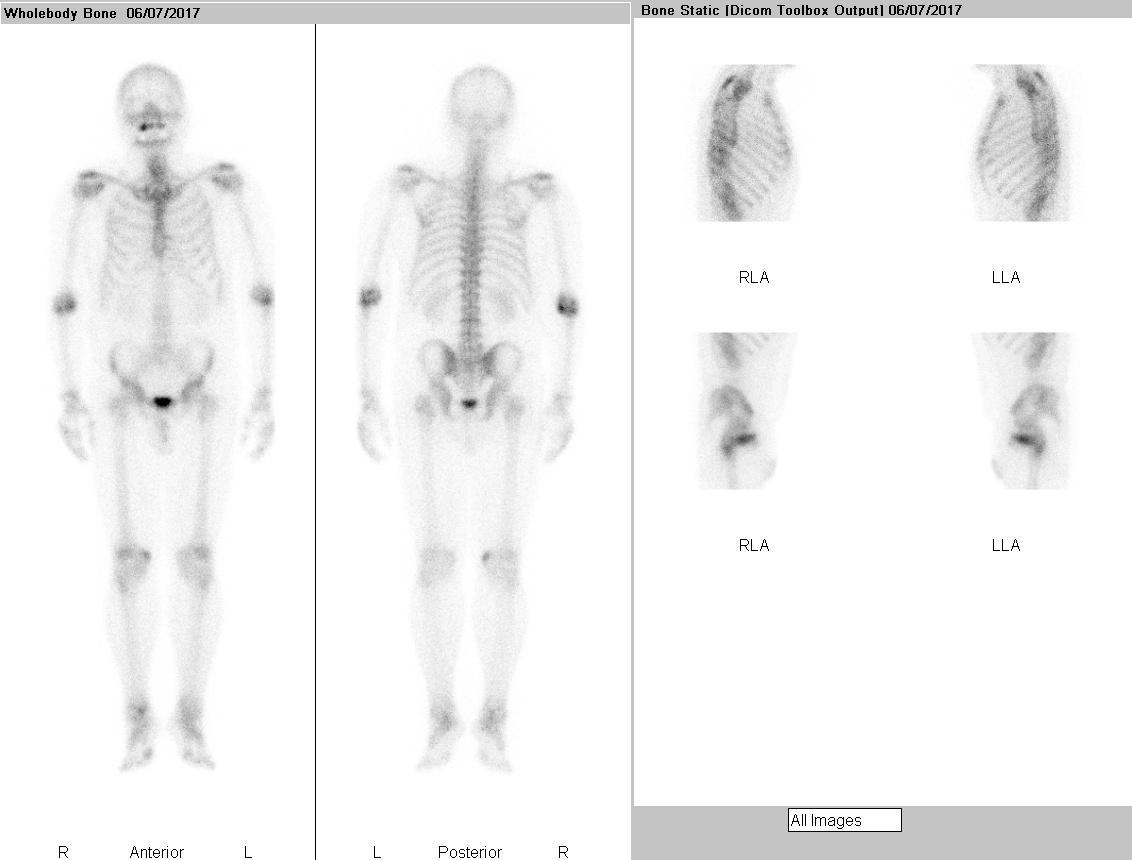 Wholebody Bone 06/07/2017
Bone Static [Dicom Toolbox Output] 06/07/2017
RLA LLA
RLA LLA
All Images
R Anterior L L Posterior R